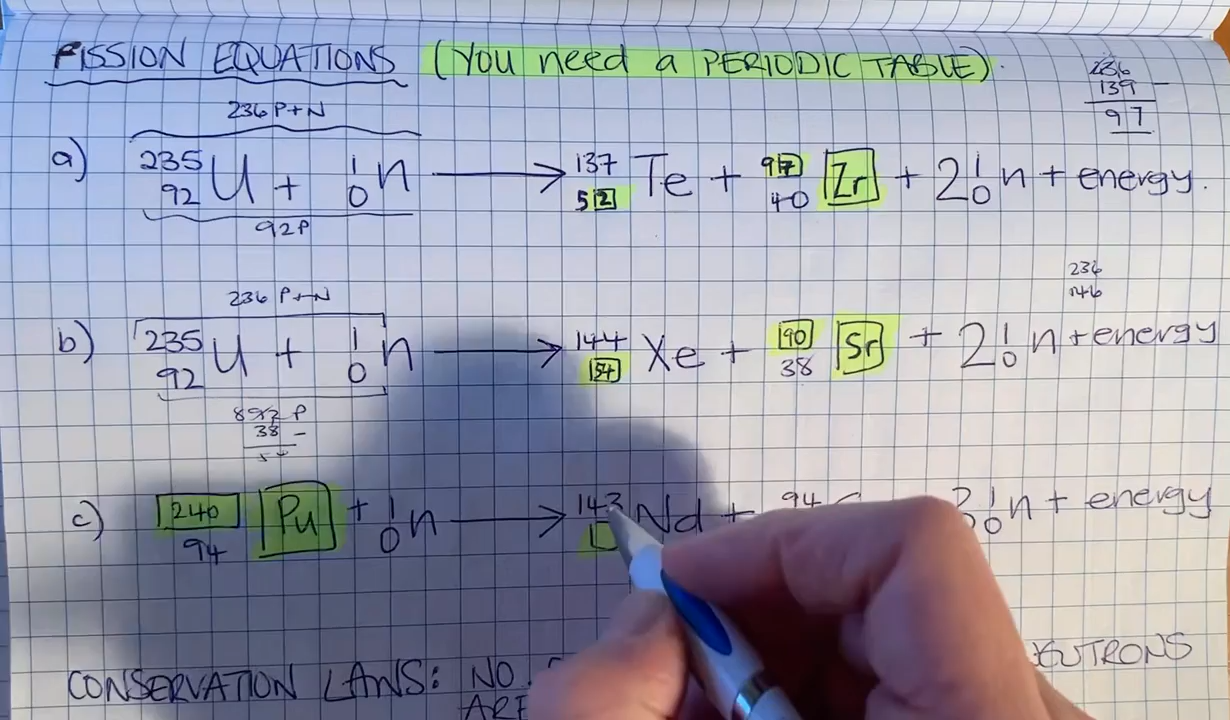 FISSION EQUATIONS (YOU need a PERIODIC TABLE).
236
139 -
97
236 P+N
a) 235 92 U + 1 0 n → 137 52 Te + 97 40 Zr + 2 1 0 n + energy.
92P
236 P+N
236
146
b) 235 92 U + 1 0 n → 144 54 Xe + 90 38 Sr + 2 1 0 n + energy
92 P
38 -
54
c) 240 94 Pu + 1 0 n → 143 Nd + 94 1 0 n + energy
CONSERVATION LAWS: NO
ARE